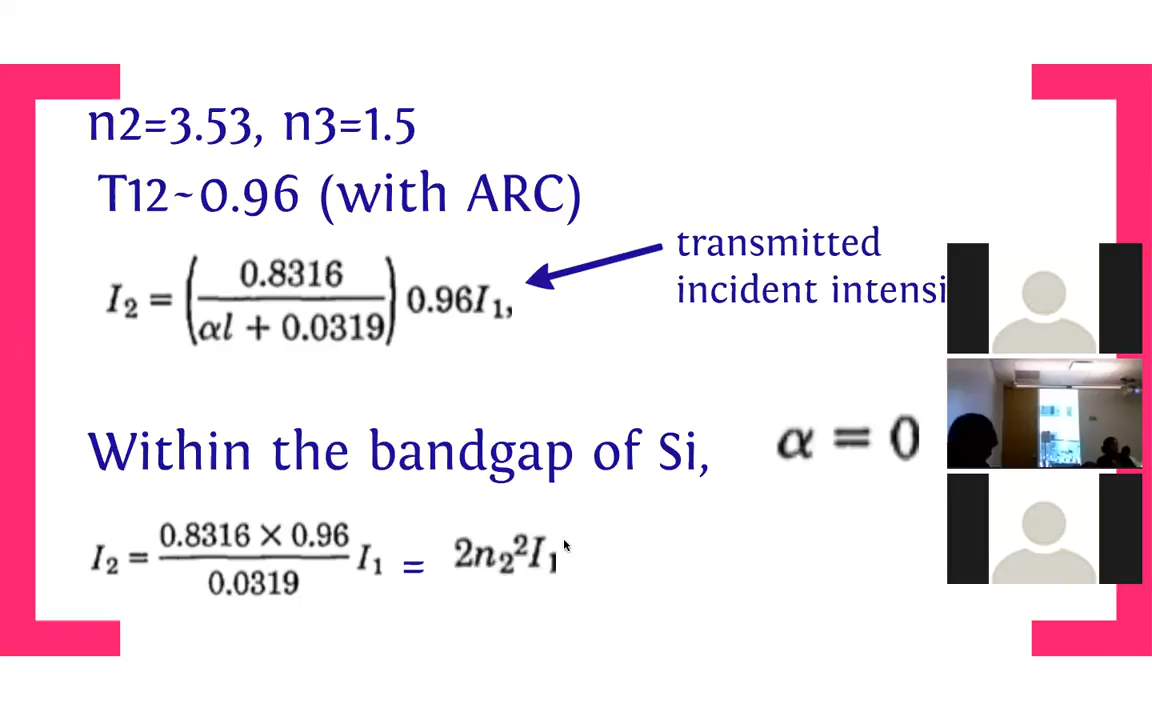 n2=3.53, n3=1.5
T12~0.96 (with ARC)
I₂ = (0.8316 / (αl + 0.0319)) 0.96I₁,
transmitted
incident intensi
Within the bandgap of Si, α = 0
I₂ = (0.8316 × 0.96 / 0.0319) I₁ = 2n₂²I₁